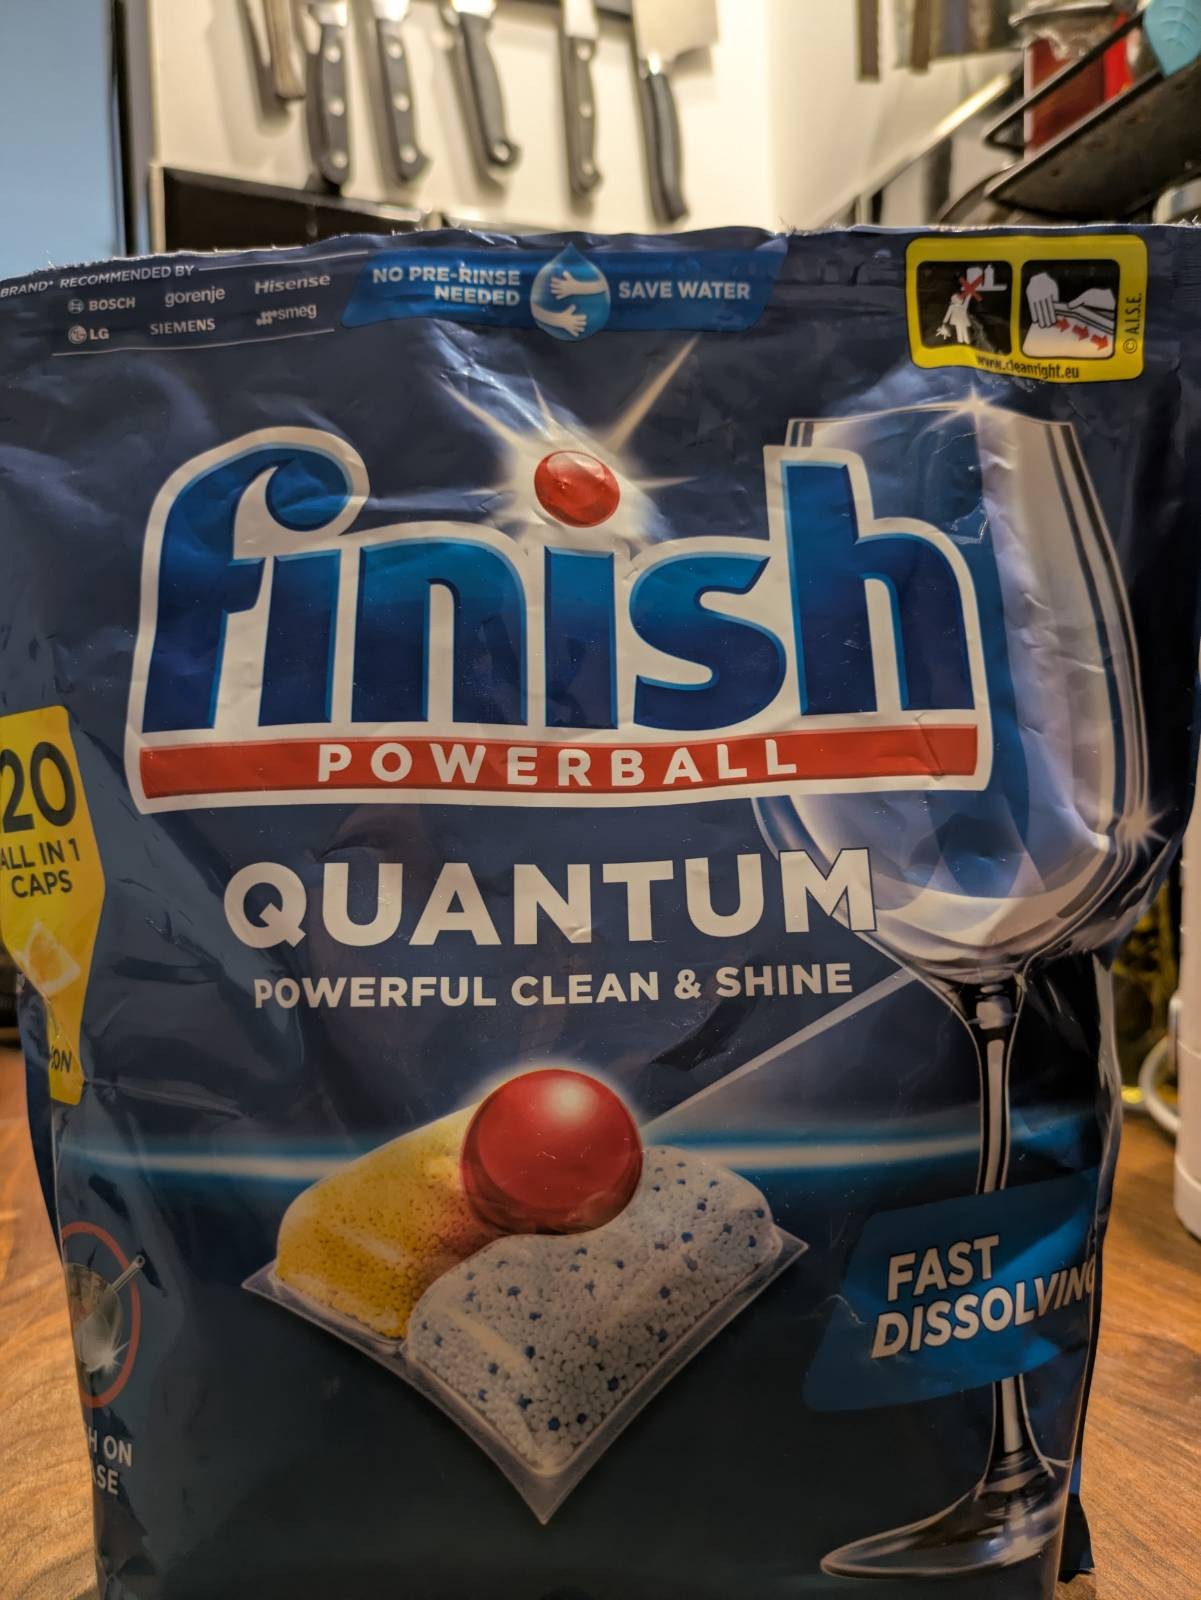 BRAND* RECOMMENDED BY
BOSCH gorenje Hisense
LG SIEMENS smeg
NO PRE-RINSE
NEEDED
SAVE WATER
www.cleanright.eu
© A.I.S.E.
finish
POWERBALL
20
ALL IN 1
CAPS
QUANTUM
POWERFUL CLEAN & SHINE
FAST
DISSOLVING
ON